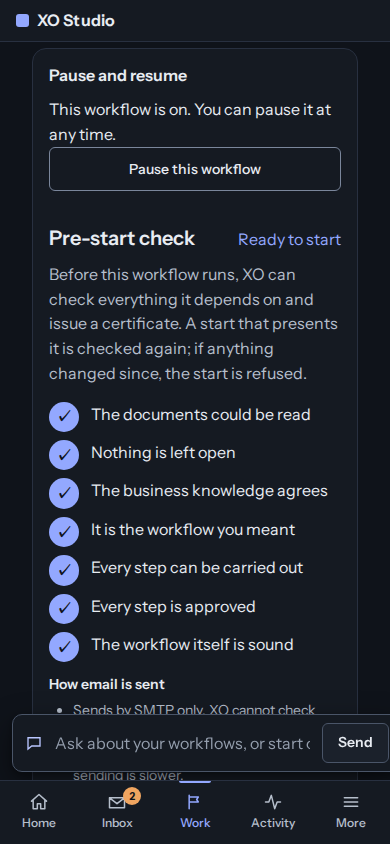 XO Studio
Pause and resume
This workflow is on. You can pause it at
any time.
Pause this workflow
Pre-start check
Ready to start
Before this workflow runs, XO can
check everything it depends on and
issue a certificate. A start that presents
it is checked again; if anything
changed since, the start is refused.
✓ The documents could be read
✓ Nothing is left open
✓ The business knowledge agrees
✓ It is the workflow you meant
✓ Every step can be carried out
✓ Every step is approved
✓ The workflow itself is sound
How email is sent
• Sends by SMTP only. XO cannot check
Ask about your workflows, or start
Send
sending is slower.
2
Home
Inbox
Work
Activity
More